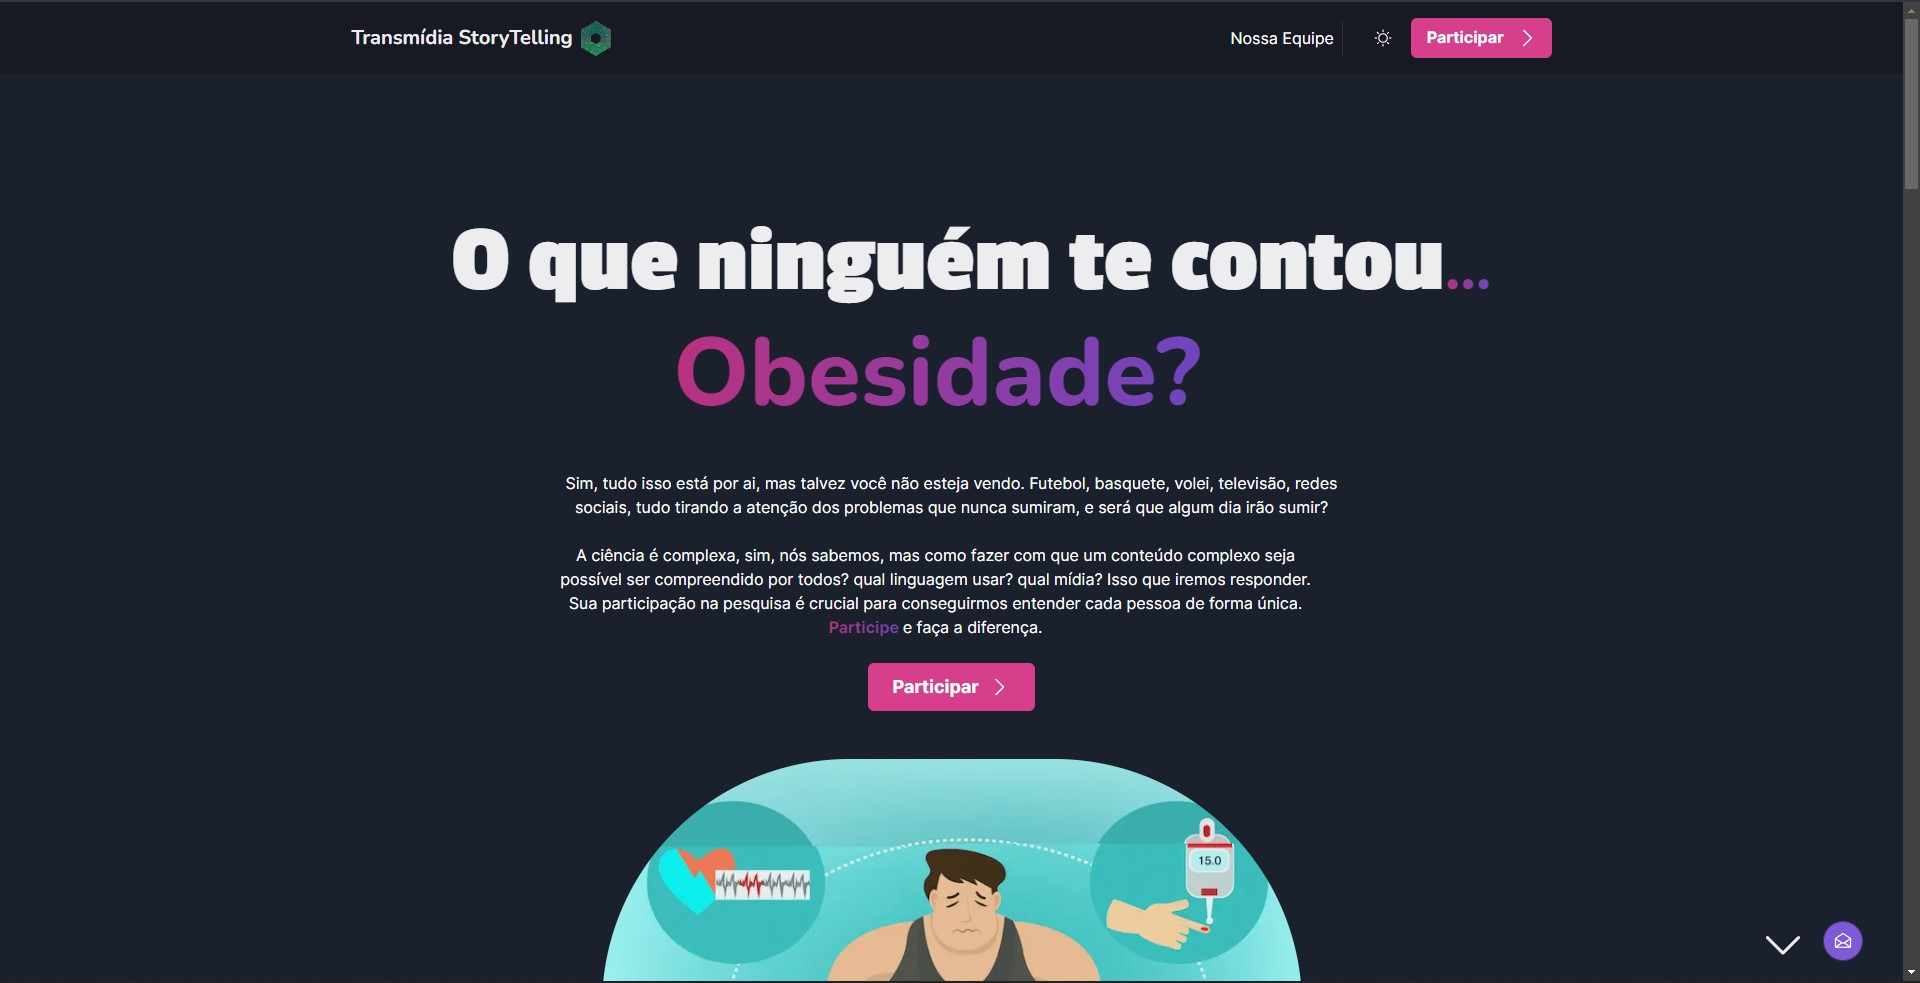 Transmídia StoryTelling
Nossa Equipe
Participar
O que ninguém te contou...
Obesidade?
Sim, tudo isso está por ai, mas talvez você não esteja vendo. Futebol, basquete, volei, televisão, redes
sociais, tudo tirando a atenção dos problemas que nunca sumiram, e será que algum dia irão sumir?
A ciência é complexa, sim, nós sabemos, mas como fazer com que um conteúdo complexo seja
possível ser compreendido por todos? qual linguagem usar? qual mídia? Isso que iremos responder.
Sua participação na pesquisa é crucial para conseguirmos entender cada pessoa de forma única.
Participe e faça a diferença.
Participar
15.0